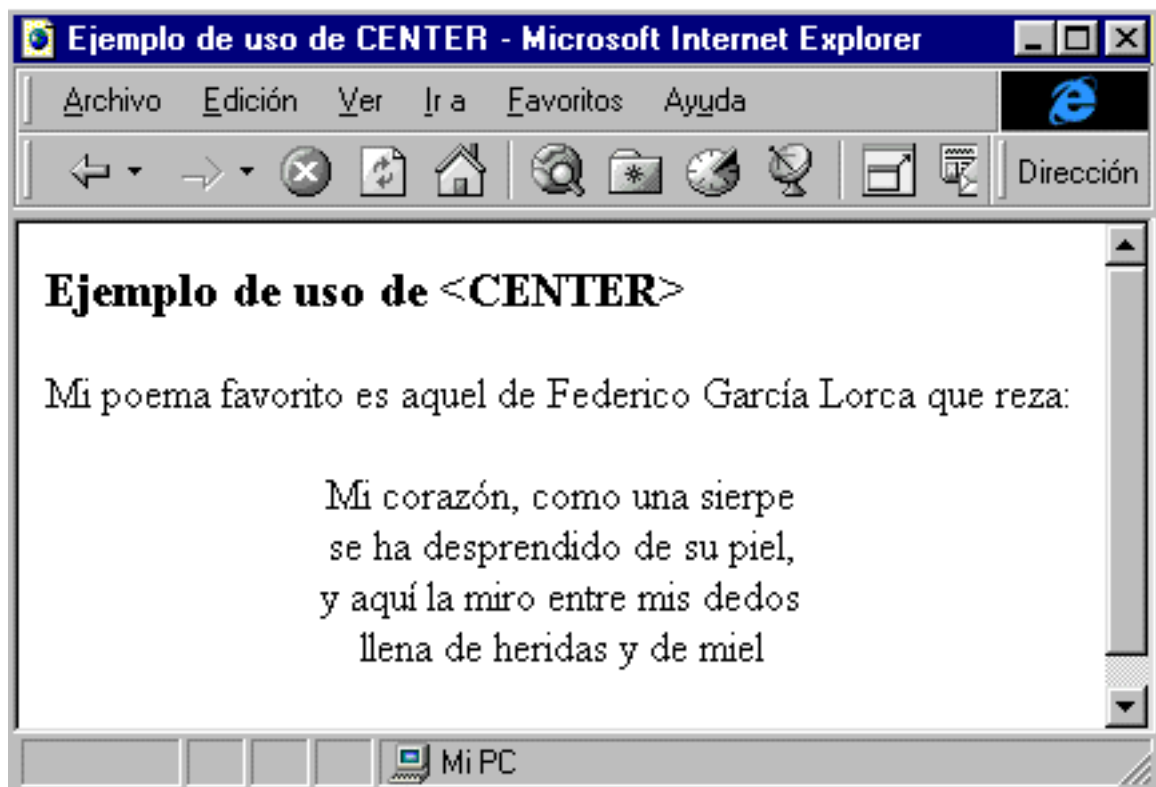 Ejemplo de uso de CENTER - Microsoft Internet Explorer
Archivo Edición Ver Ir a Favoritos Ayuda
Dirección
Ejemplo de uso de <CENTER>
Mi poema favorito es aquel de Federico García Lorca que reza:
Mi corazón, como una sierpe
se ha desprendido de su piel,
y aquí la miro entre mis dedos
llena de heridas y de miel
Mi PC